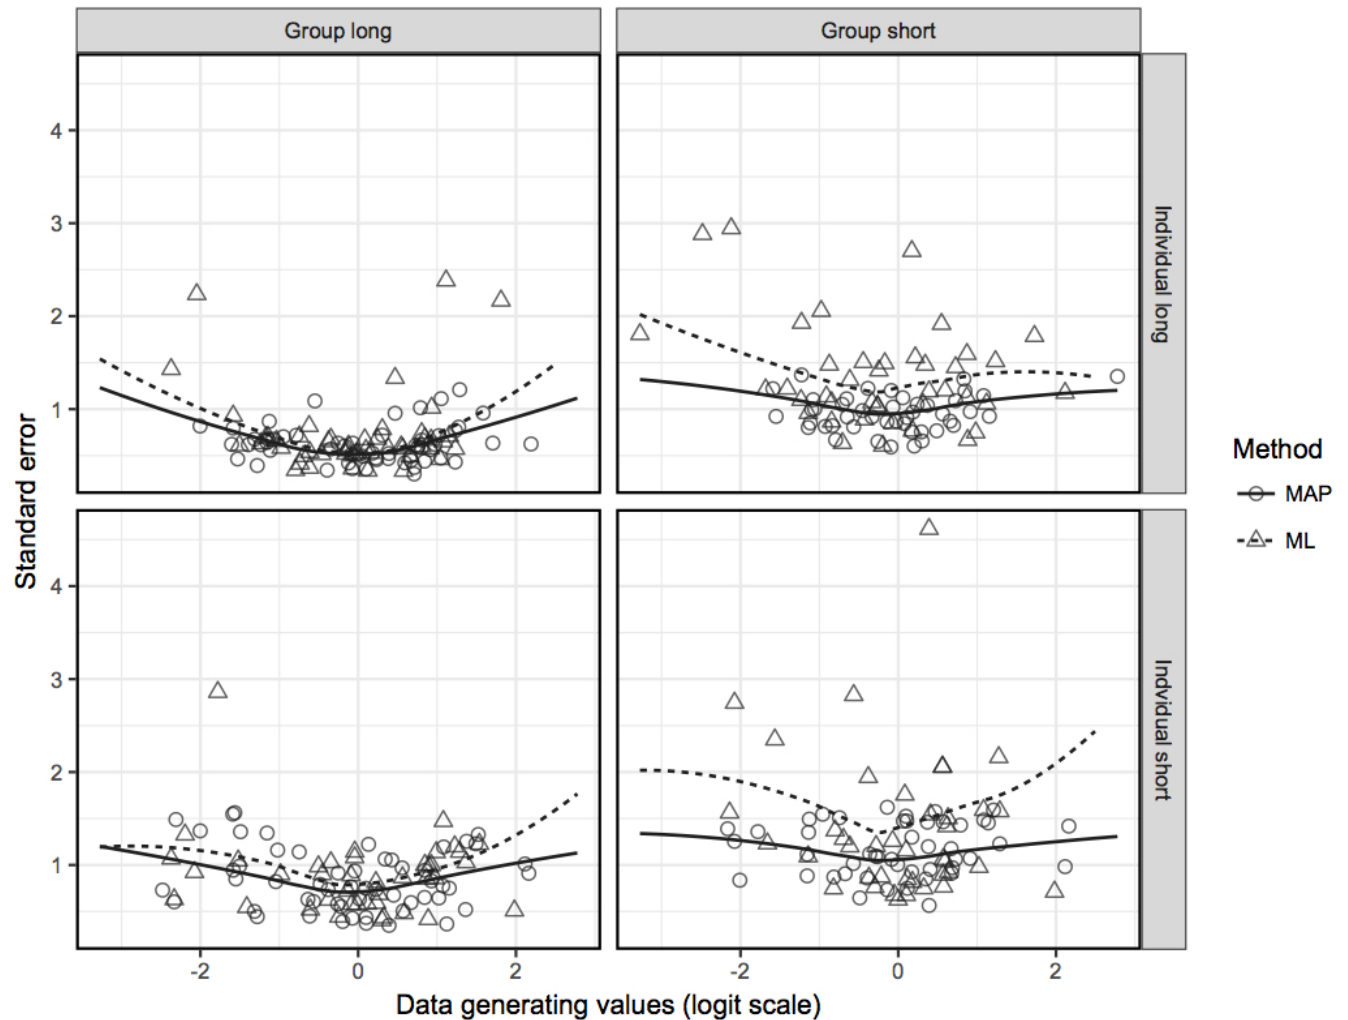 Group long
Group short
4
3
2
1
Individual long
4
3
2
1
Indvidual short
Standard error
-2
0
2
-2
0
2
Data generating values (logit scale)
Method
MAP
ML